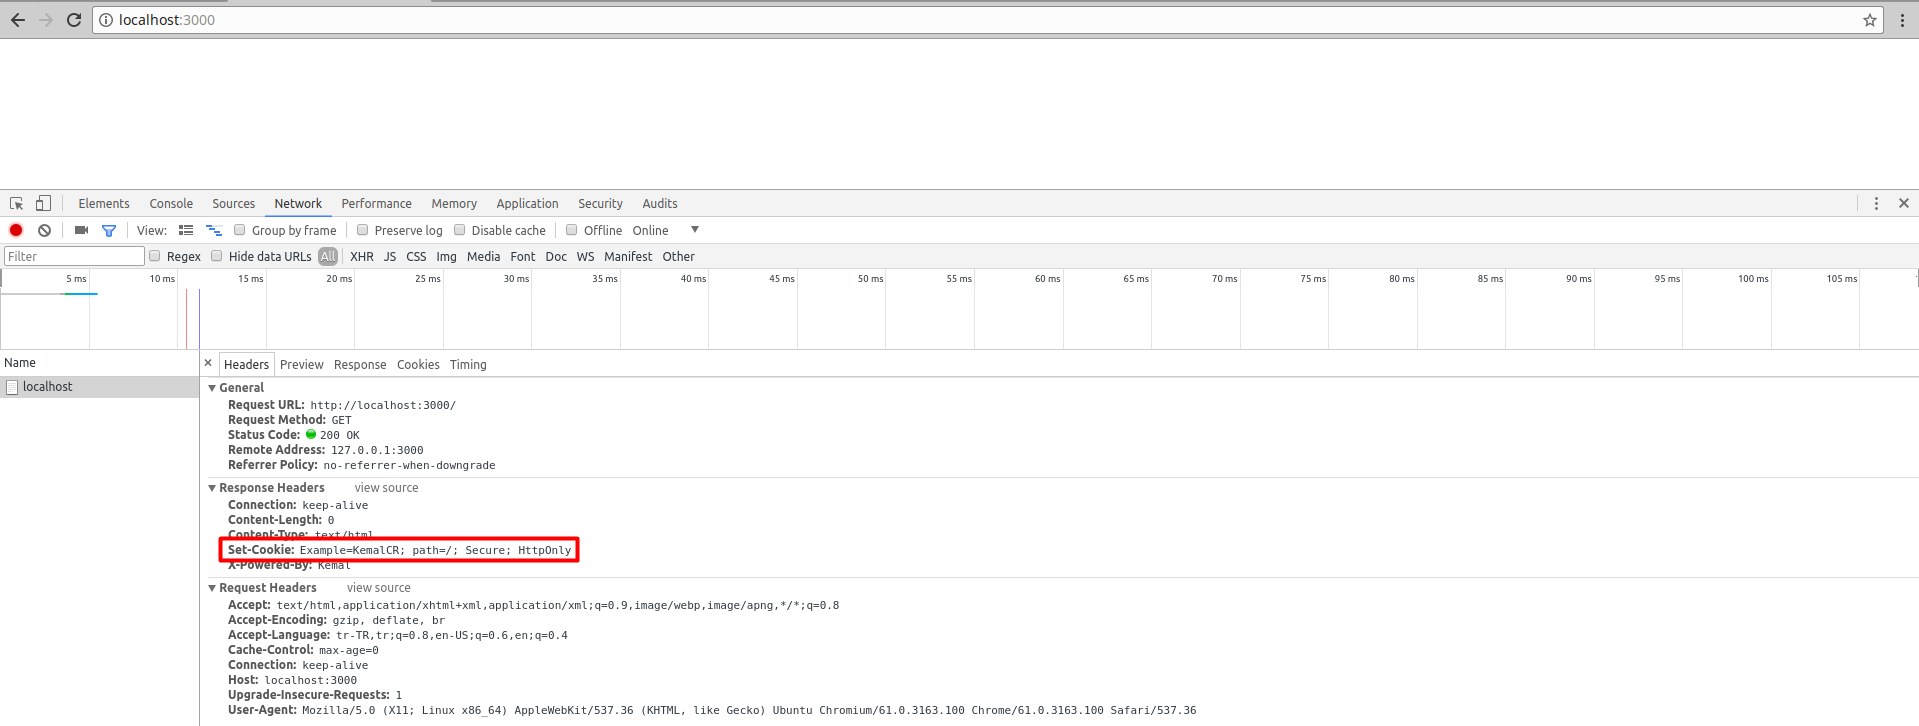 localhost:3000
Elements Console Sources Network Performance Memory Application Security Audits
View: Group by frame Preserve log Disable cache Offline Online
Filter Regex Hide data URLs All XHR JS CSS Img Media Font Doc WS Manifest Other
5 ms 10 ms 15 ms 20 ms 25 ms 30 ms 35 ms 40 ms 45 ms 50 ms 55 ms 60 ms 65 ms 70 ms 75 ms 80 ms 85 ms 90 ms 95 ms 100 ms 105 ms
Name
localhost
× Headers Preview Response Cookies Timing
General
Request URL: http://localhost:3000/
Request Method: GET
Status Code: 200 OK
Remote Address: 127.0.0.1:3000
Referrer Policy: no-referrer-when-downgrade
Response Headers view source
Connection: keep-alive
Content-Length: 0
Content-Type: text/html
Set-Cookie: Example=KemalCR; path=/; Secure; HttpOnly
X-Powered-By: Kemal
Request Headers view source
Accept: text/html,application/xhtml+xml,application/xml;q=0.9,image/webp,image/apng,*/*;q=0.8
Accept-Encoding: gzip, deflate, br
Accept-Language: tr-TR,tr;q=0.8,en-US;q=0.6,en;q=0.4
Cache-Control: max-age=0
Connection: keep-alive
Host: localhost:3000
Upgrade-Insecure-Requests: 1
User-Agent: Mozilla/5.0 (X11; Linux x86_64) AppleWebKit/537.36 (KHTML, like Gecko) Ubuntu Chromium/61.0.3163.100 Chrome/61.0.3163.100 Safari/537.36